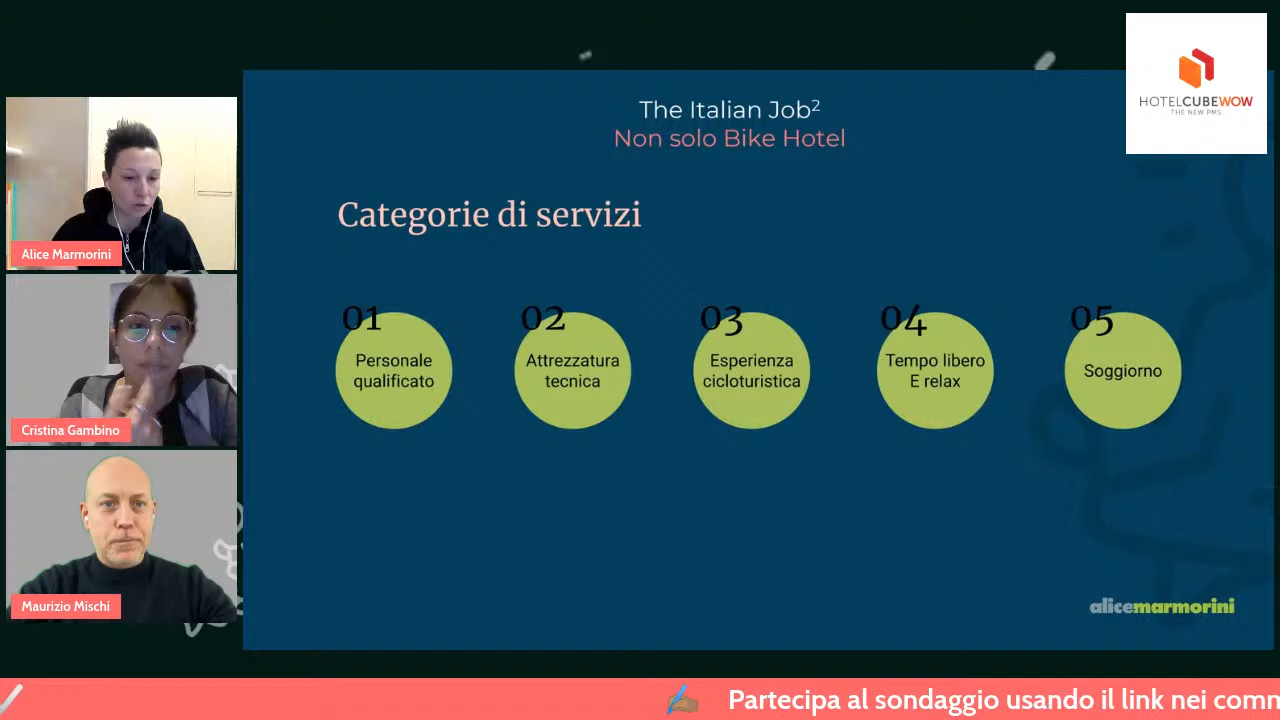 HOTELCUBEWOW
THE NEW PMS
The Italian Job²
Non solo Bike Hotel
Categorie di servizi
01
02
03
04
05
Personale
qualificato
Attrezzatura
tecnica
Esperienza
cicloturistica
Tempo libero
E relax
Soggiorno
Alice Marmorini
Cristina Gambino
Maurizio Mischi
alicemarmorini
Partecipa al sondaggio usando il link nei comm